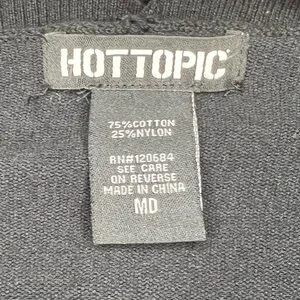 HOTTOPIC
75%COTTON
25%NYLON
RN#120684
SEE CARE
ON REVERSE
MADE IN CHINA
MD